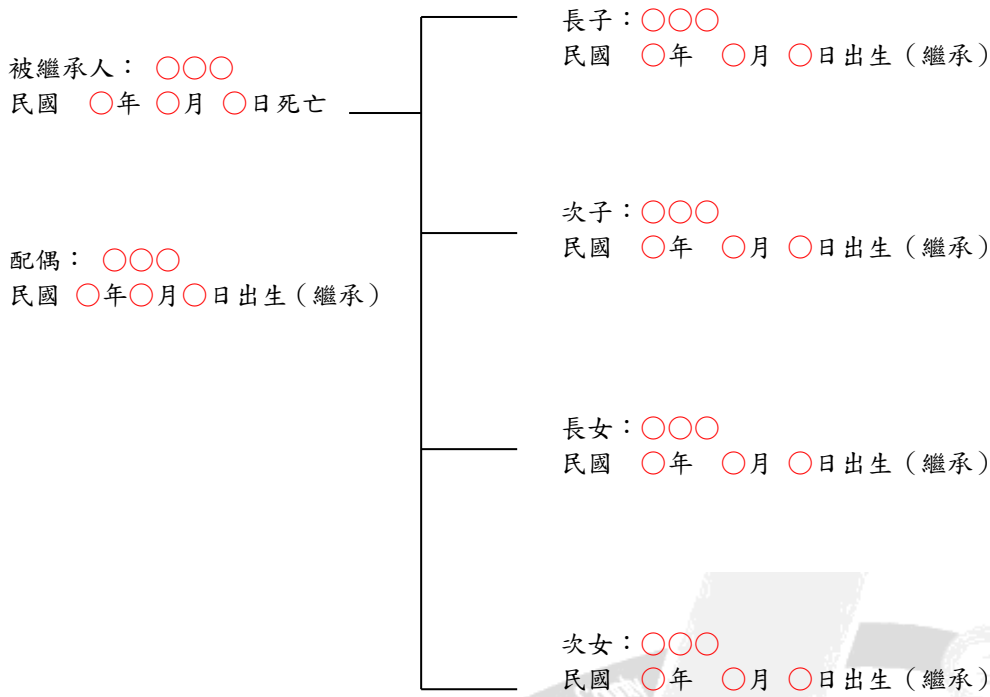 被繼承人： ○○○
民國 ○年 ○月 ○日死亡
配偶： ○○○
民國 ○年○月○日出生（繼承）
長子：○○○
民國 ○年 ○月 ○日出生（繼承）
次子：○○○
民國 ○年 ○月 ○日出生（繼承）
長女：○○○
民國 ○年 ○月 ○日出生（繼承）
次女：○○○
民國 ○年 ○月 ○日出生（繼承）